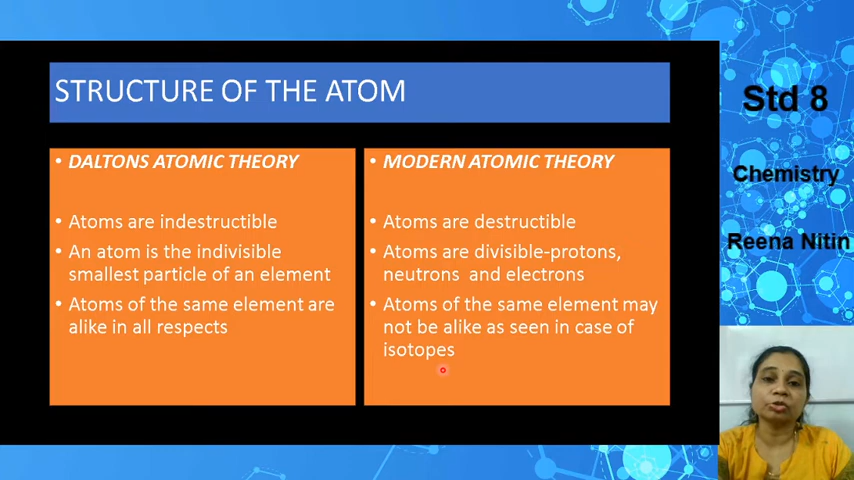 STRUCTURE OF THE ATOM
• DALTONS ATOMIC THEORY
• Atoms are indestructible
• An atom is the indivisible
smallest particle of an element
• Atoms of the same element are
alike in all respects
• MODERN ATOMIC THEORY
• Atoms are destructible
• Atoms are divisible-protons,
neutrons and electrons
• Atoms of the same element may
not be alike as seen in case of
isotopes
Std 8
Chemistry
Reena Nitin